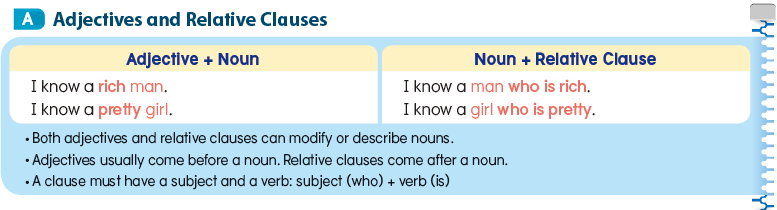 A Adjectives and Relative Clauses
Adjective + Noun
Noun + Relative Clause
I know a rich man.
I know a man who is rich.
I know a pretty girl.
I know a girl who is pretty.
• Both adjectives and relative clauses can modify or describe nouns.
• Adjectives usually come before a noun. Relative clauses come after a noun.
• A clause must have a subject and a verb: subject (who) + verb (is)